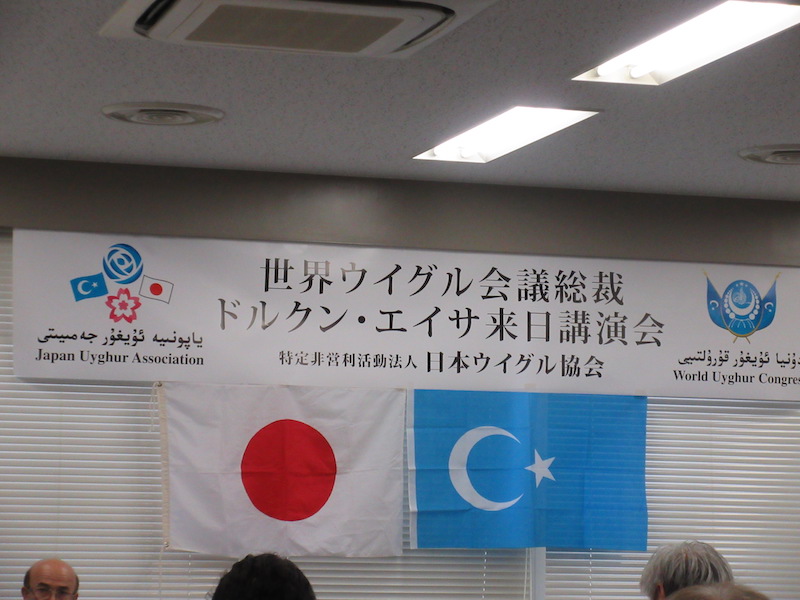 ياپونىيە ئۇيغۇر جەمىيىتى
Japan Uyghur Association
世界ウイグル会議総裁
ドルクン・エイサ来日講演会
特定非営利活動法人 日本ウイグル協会
دۇنيا ئۇيغۇر قۇرۇلتىيى
World Uyghur Congress